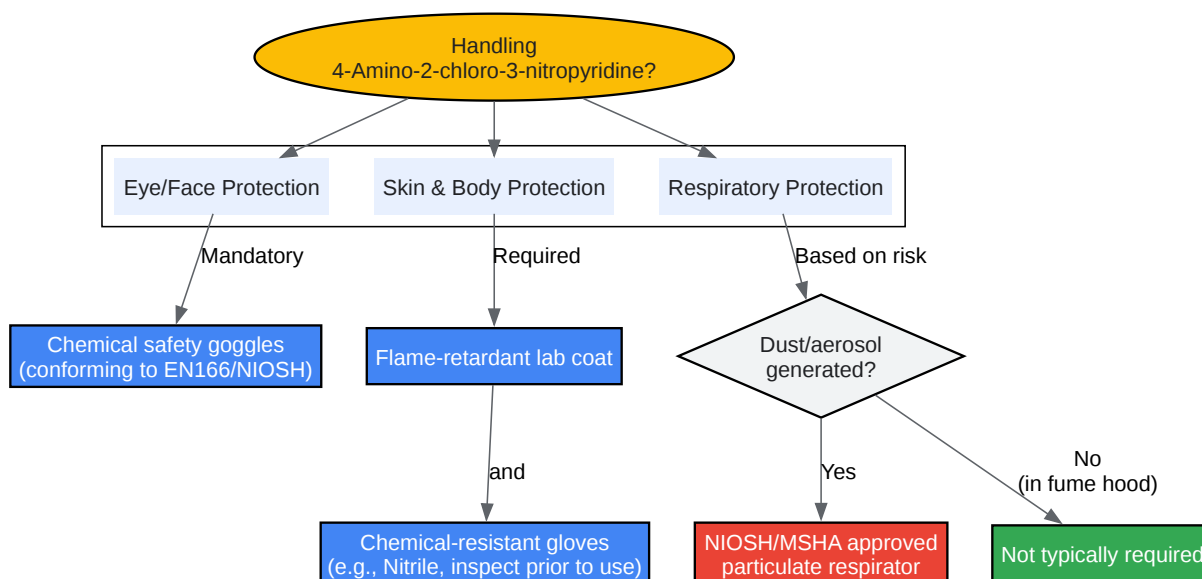 Handling
4-Amino-2-chloro-3-nitropyridine?
Eye/Face Protection
Skin & Body Protection
Respiratory Protection
Mandatory
Required
Based on risk
Chemical safety goggles
(conforming to EN166/NIOSH)
Flame-retardant lab coat
Dust/aerosol
generated?
and
Yes
No
(in fume hood)
Chemical-resistant gloves
(e.g., Nitrile, inspect prior to use)
NIOSH/MSHA approved
particulate respirator
Not typically required